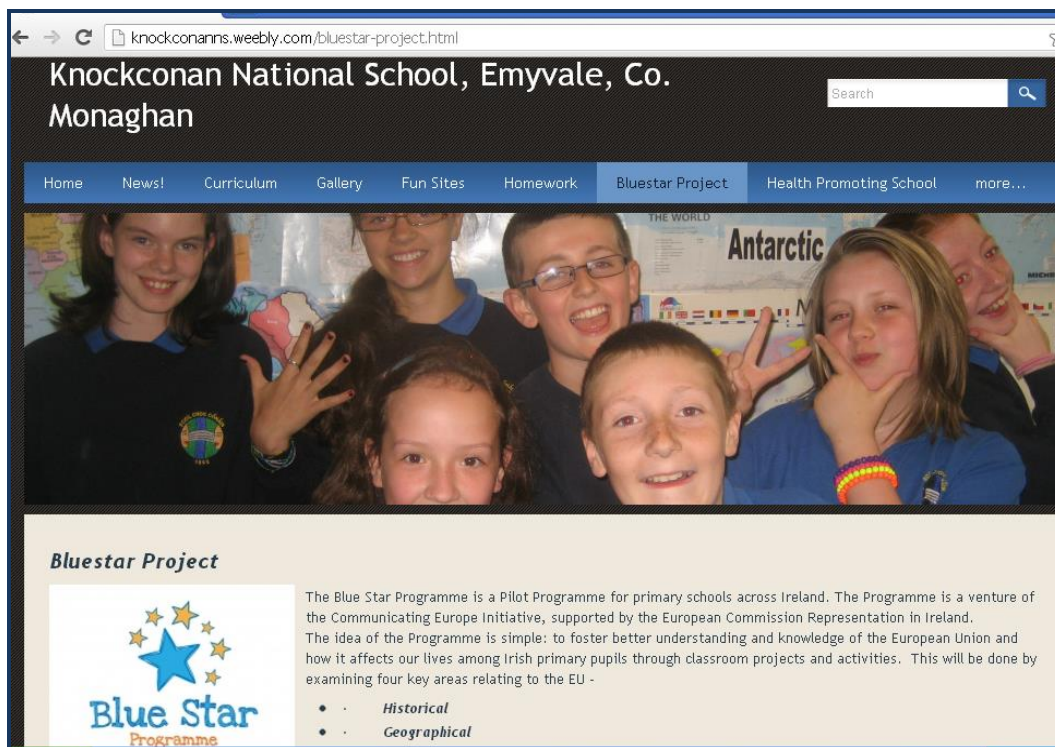 knockconanns.weebly.com/bluestar-project.html
Knockconan National School, Emyvale, Co.
Monaghan
Search
Home News! Curriculum Gallery Fun Sites Homework Bluestar Project Health Promoting School more...
THE WORLD
Antarctic
Bluestar Project
The Blue Star Programme is a Pilot Programme for primary schools across Ireland. The Programme is a venture of
the Communicating Europe Initiative, supported by the European Commission Representation in Ireland.
The idea of the Programme is simple: to foster better understanding and knowledge of the European Union and
how it affects our lives among Irish primary pupils through classroom projects and activities. This will be done by
examining four key areas relating to the EU -
Blue Star
Programme
• · Historical
• · Geographical